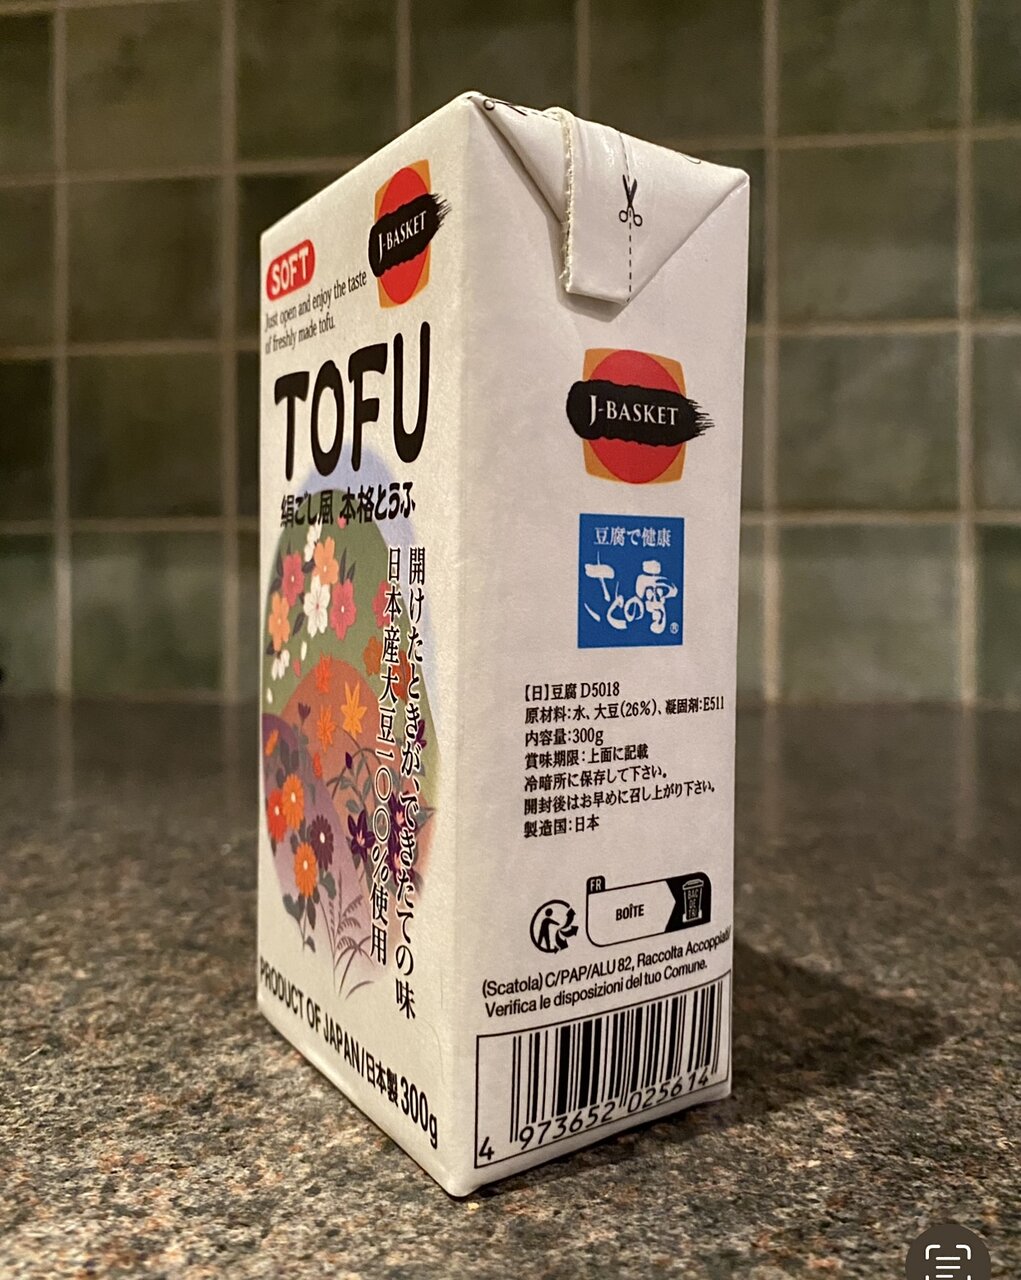 SOFT
J-BASKET
Just open and enjoy the taste
of freshly made tofu.
TOFU
絹ごし風 本格とうふ
開けたときが、できたての味
日本産大豆一〇〇%使用
PRODUCT OF JAPAN/日本製 300g
J-BASKET
豆腐で健康
さとの雪®
【日】豆腐 D5018
原材料:水、大豆(26%)、凝固剤:E511
内容量:300g
賞味期限:上面に記載
冷暗所に保存して下さい。
開封後はお早めに召し上がり下さい。
製造国:日本
FR
BOÎTE
BAC
DE
TRI
(Scatola) C/PAP/ALU 82, Raccolta Accoppiati
Verifica le disposizioni del tuo Comune.
4 973652 025614